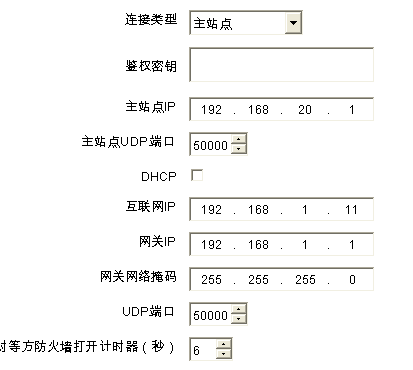 连接类型 主站点
鉴权密钥
主站点IP 192 . 168 . 20 . 1
主站点UDP端口 50000
DHCP
互联网IP 192 . 168 . 1 . 11
网关IP 192 . 168 . 1 . 1
网关网络掩码 255 . 255 . 255 . 0
UDP端口 50000
对等方防火墙打开计时器（秒） 6